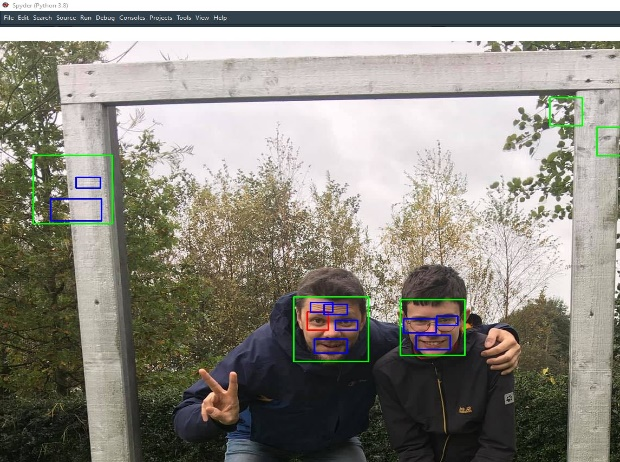 Spyder (Python 3.8)
File Edit Search Source Run Debug Consoles Projects Tools View Help